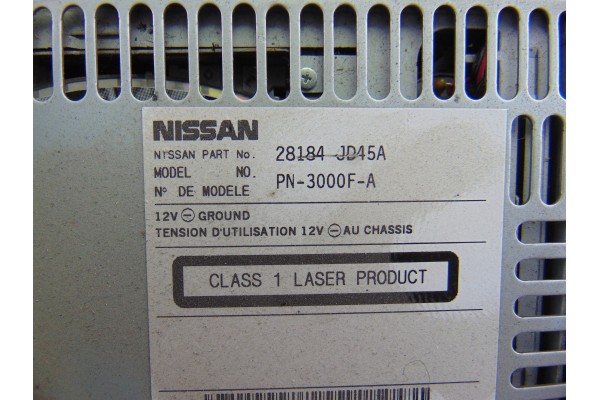 NISSAN
NISSAN PART No. 28184 JD45A
MODEL NO. PN-3000F-A
N° DE MODELE
12V ⊖ GROUND
TENSION D'UTILISATION 12V ⊖ AU CHASSIS
CLASS 1 LASER PRODUCT